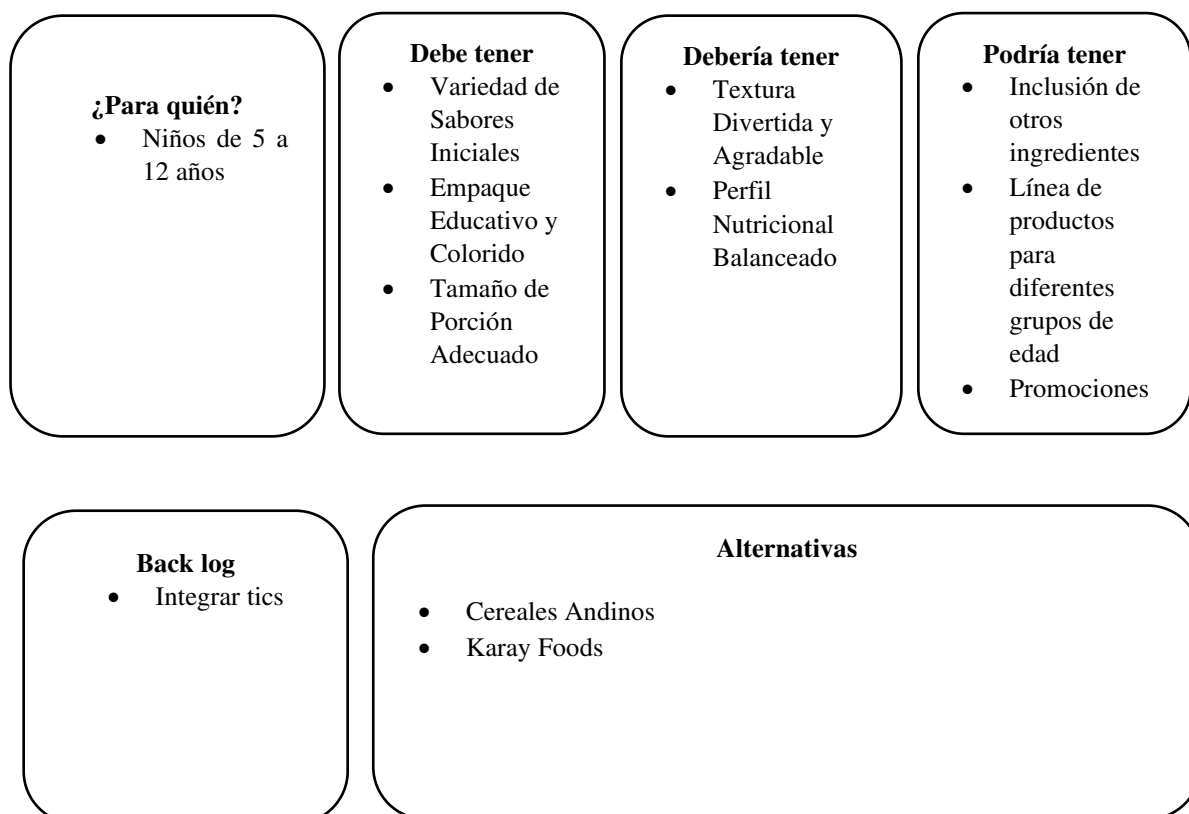 ¿Para quién?
• Niños de 5 a
12 años
Debe tener
• Variedad de
Sabores
Iniciales
• Empaque
Educativo y
Colorido
• Tamaño de
Porción
Adecuado
Debería tener
• Textura
Divertida y
Agradable
• Perfil
Nutricional
Balanceado
Podría tener
• Inclusión de
otros
ingredientes
• Línea de
productos
para
diferentes
grupos de
edad
• Promociones
Back log
• Integrar tics
Alternativas
• Cereales Andinos
• Karay Foods